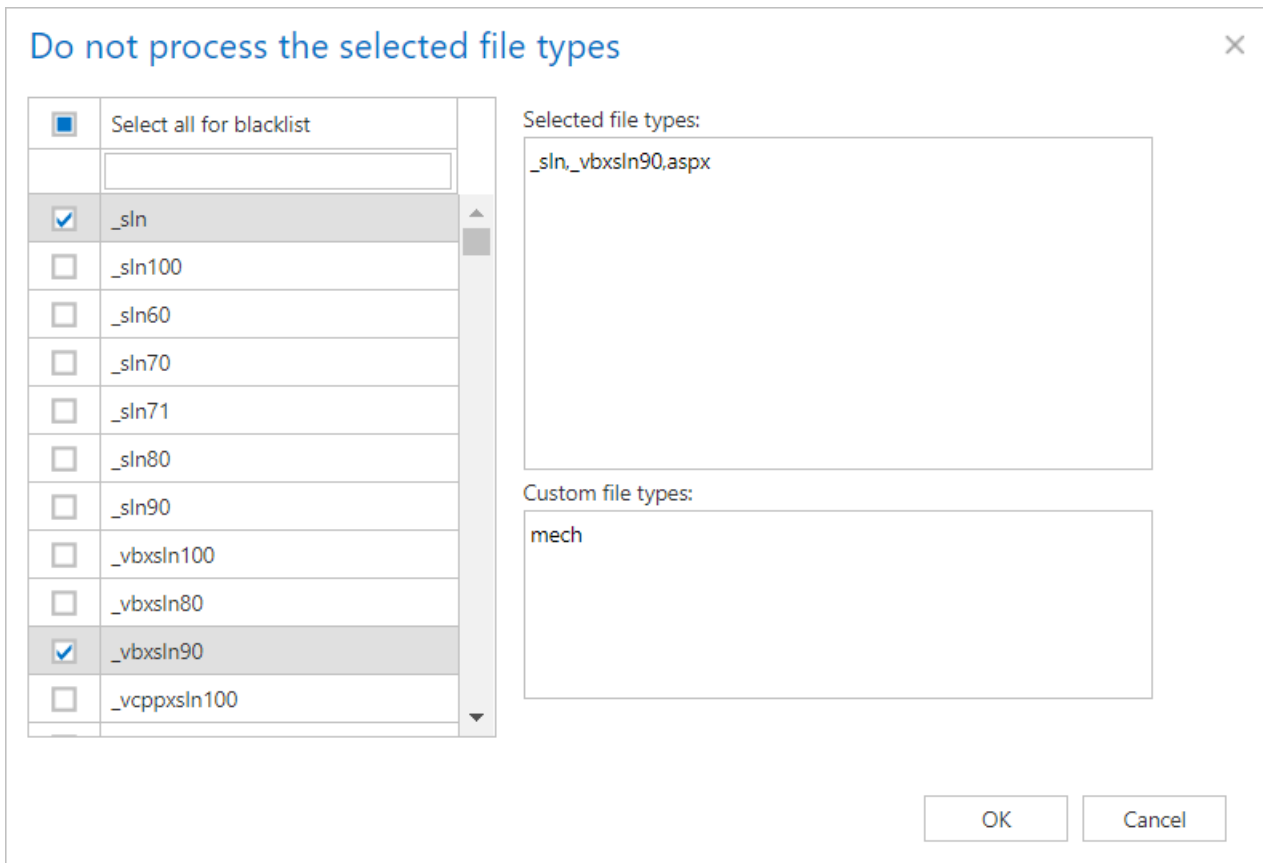 Do not process the selected file types
Select all for blacklist
_sln
_sln100
_sln60
_sln70
_sln71
_sln80
_sln90
_vbxsln100
_vbxsln80
_vbxsln90
_vcppxsln100
Selected file types:
_sln,_vbxsln90,aspx
Custom file types:
mech
OK
Cancel